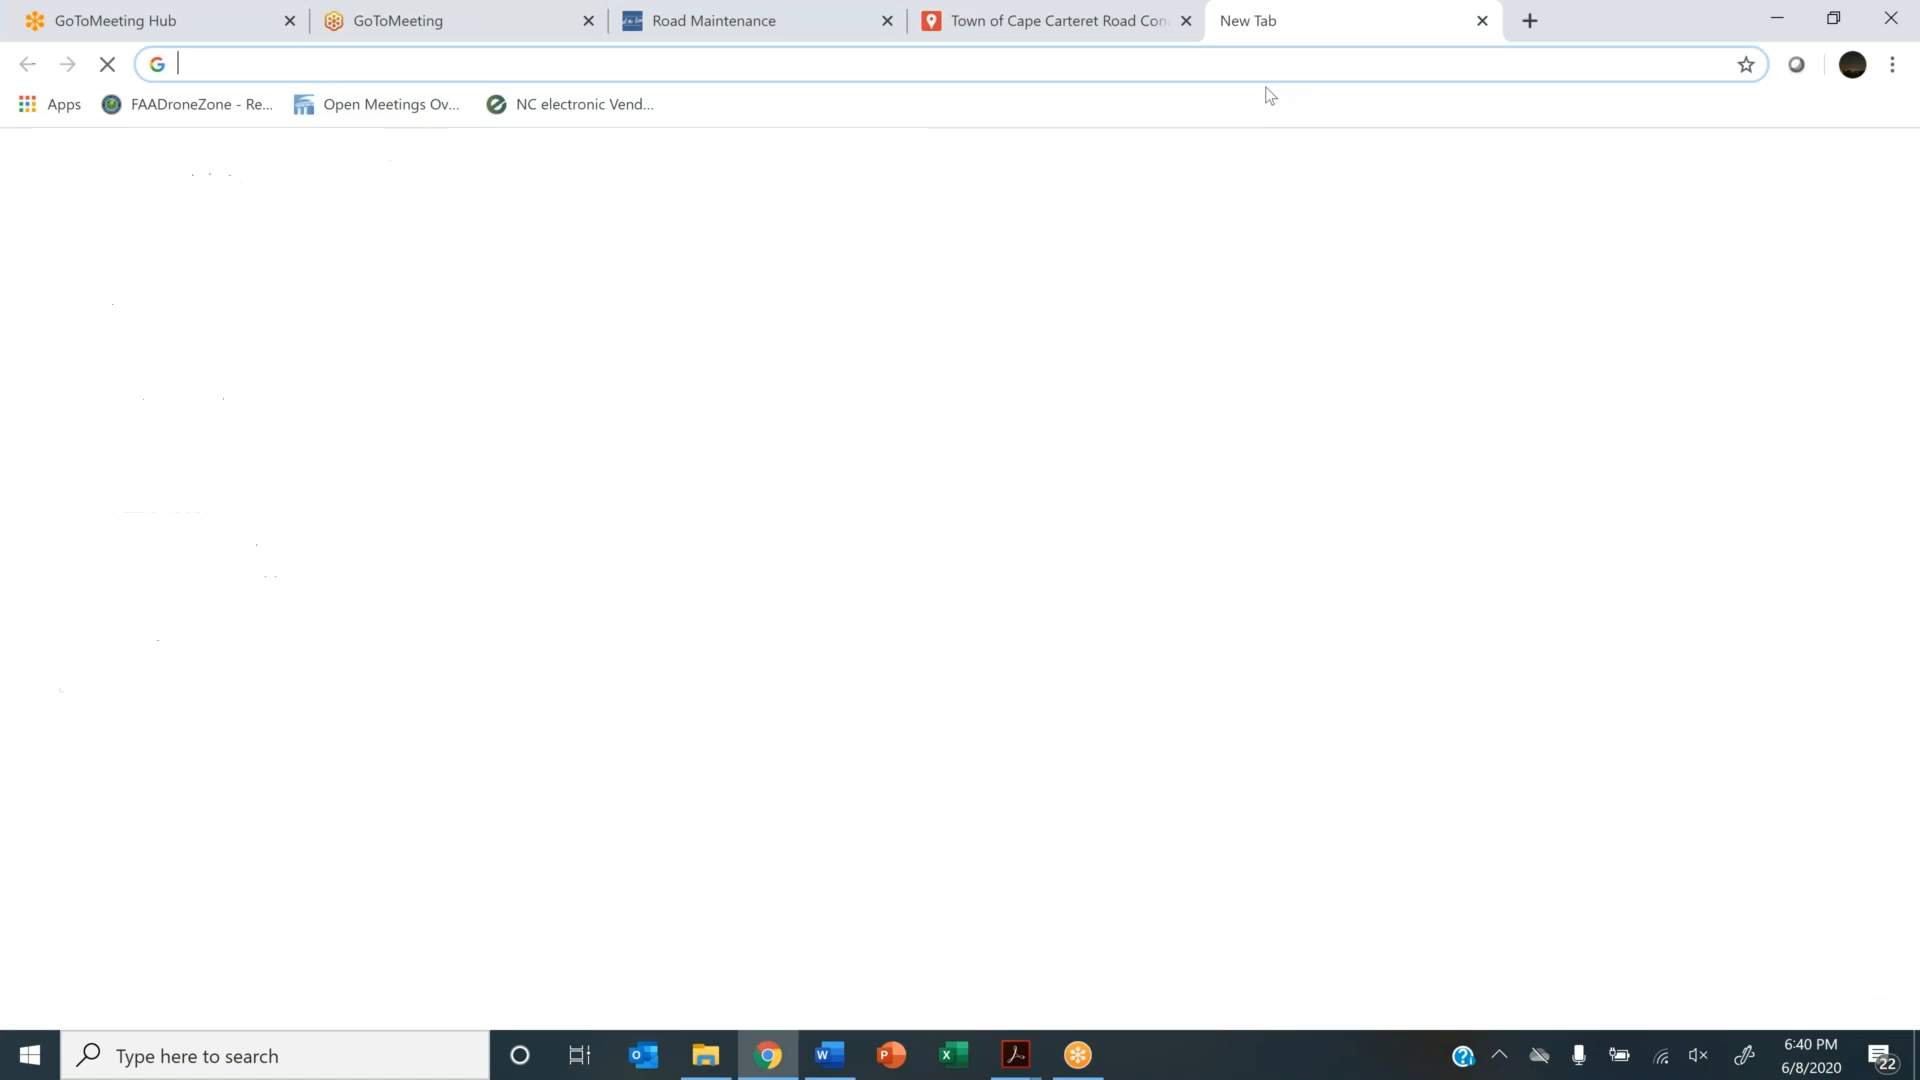 GoToMeeting Hub
GoToMeeting
Road Maintenance
Town of Cape Carteret Road Con
New Tab
Apps
FAADroneZone - Re...
Open Meetings Ov...
NC electronic Vend...
Type here to search
6:40 PM
6/8/2020
22